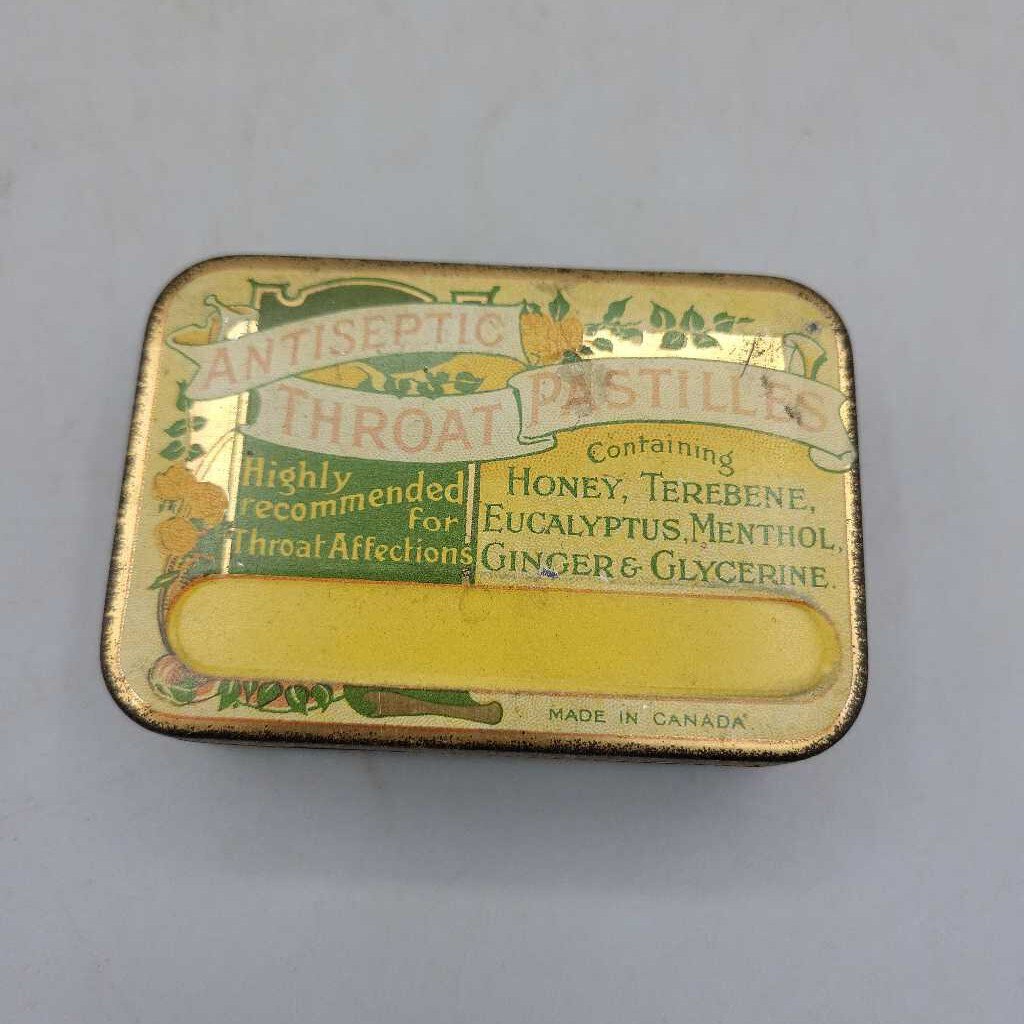 ANTISEPTIC
THROAT PASTILLES
Highly
recommended
for
Throat Affections
Containing
HONEY, TEREBENE,
EUCALYPTUS, MENTHOL,
GINGER & GLYCERINE.
MADE IN CANADA